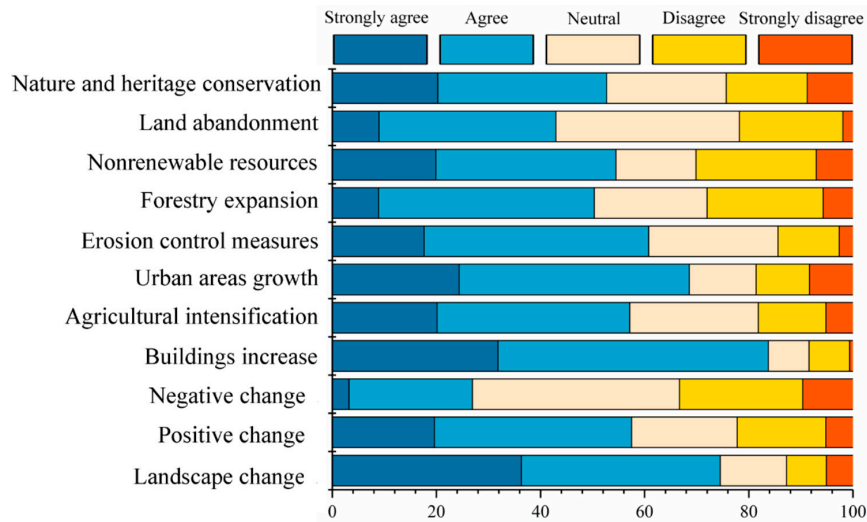 Strongly agree Agree Neutral Disagree Strongly disagree
Nature and heritage conservation
Land abandonment
Nonrenewable resources
Forestry expansion
Erosion control measures
Urban areas growth
Agricultural intensification
Buildings increase
Negative change
Positive change
Landscape change
0 20 40 60 80 100